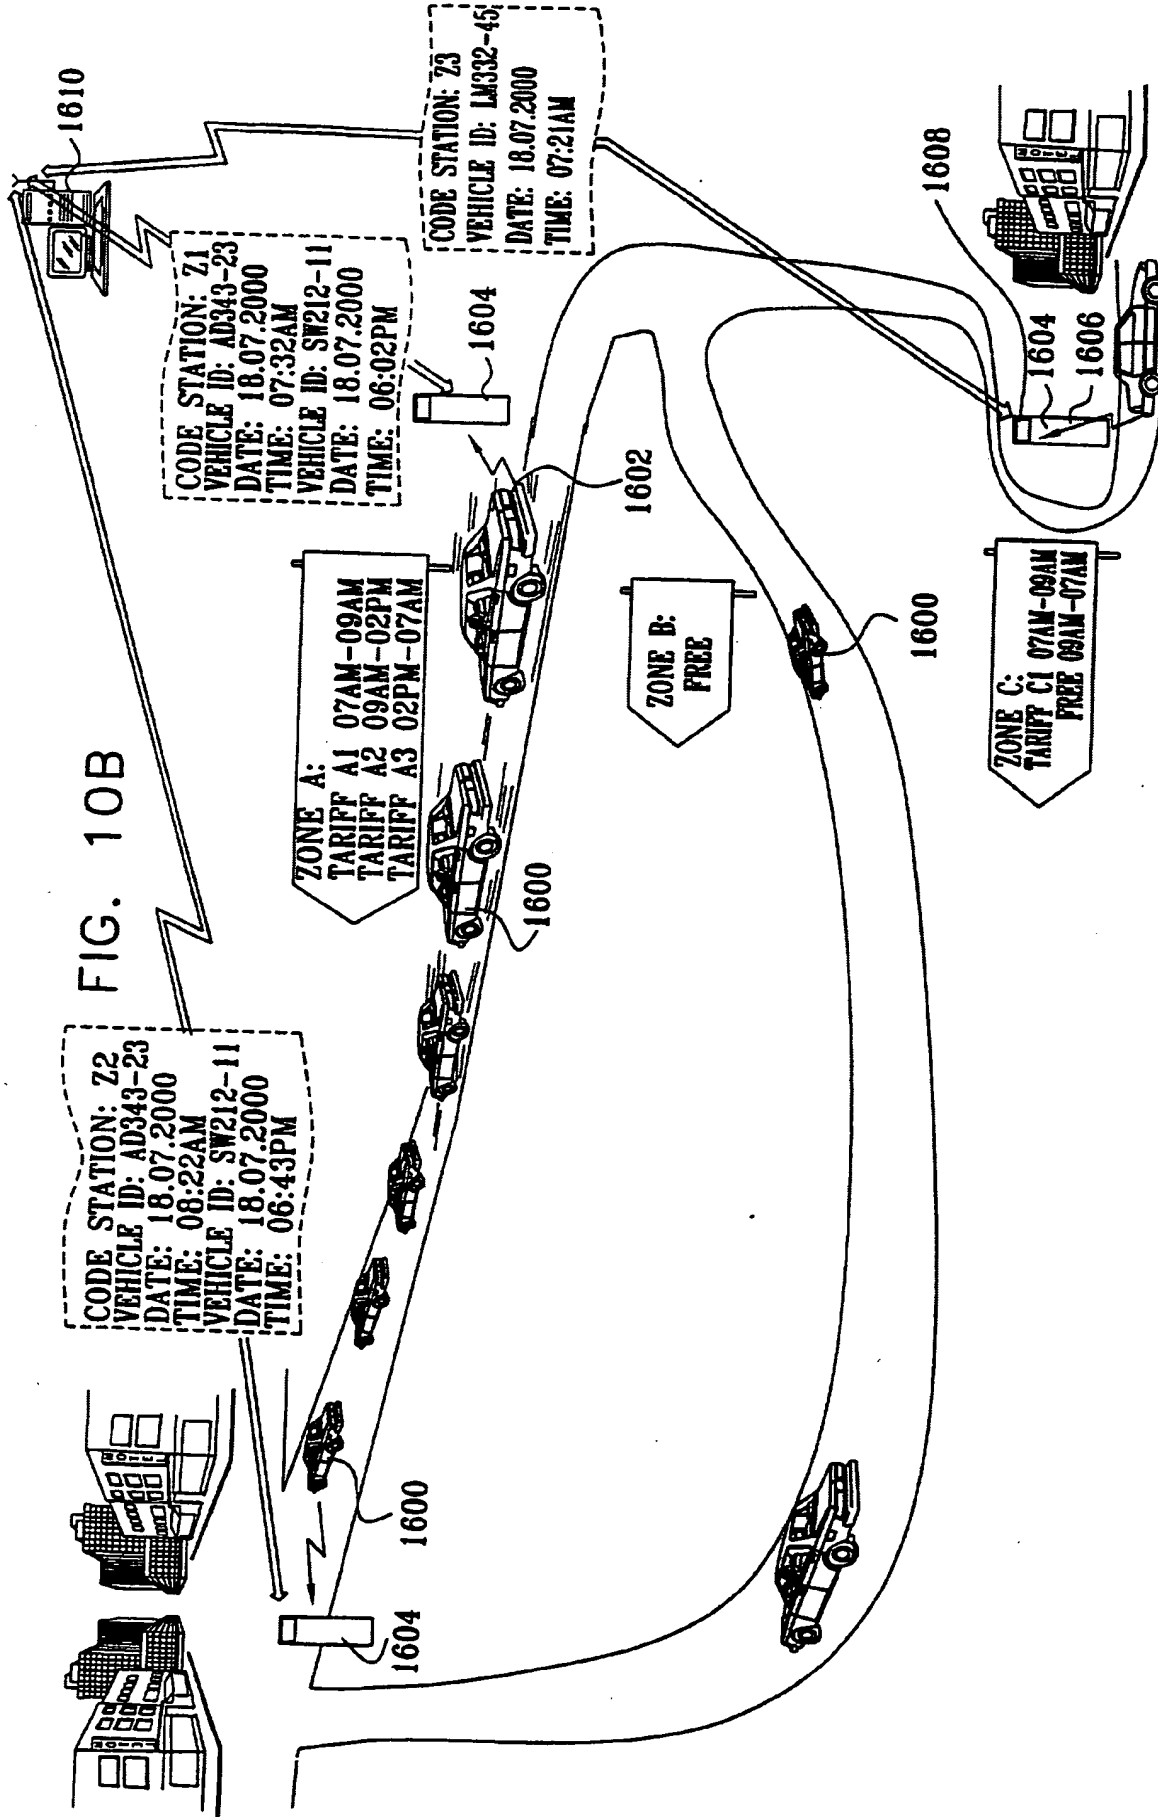 FIG. 10B
CODE STATION: Z2
VEHICLE ID: AD343-23
DATE: 18.07.2000
TIME: 08:22AM
VEHICLE ID: SW212-11
DATE: 18.07.2000
TIME: 06:43PM
CODE STATION: Z1
VEHICLE ID: AD343-23
DATE: 18.07.2000
TIME: 07:32AM
VEHICLE ID: SW212-11
DATE: 18.07.2000
TIME: 06:02PM
1610
CODE STATION: Z3
VEHICLE ID: LM332-45
DATE: 18.07.2000
TIME: 07:21AM
ZONE A:
TARIFF A1 07AM-09AM
TARIFF A2 09AM-02PM
TARIFF A3 02PM-07AM
1604
1602
1600
1600
1604
ZONE B:
FREE
1600
ZONE C:
TARIFF C1 07AM-09AM
FREE 09AM-07AM
1608
1604
1606